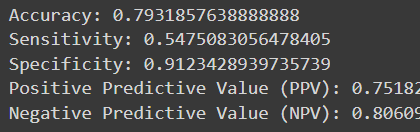 Accuracy: 0.7931857638888888
Sensitivity: 0.5475083056478405
Specificity: 0.9123428939735739
Positive Predictive Value (PPV): 0.75182
Negative Predictive Value (NPV): 0.80609